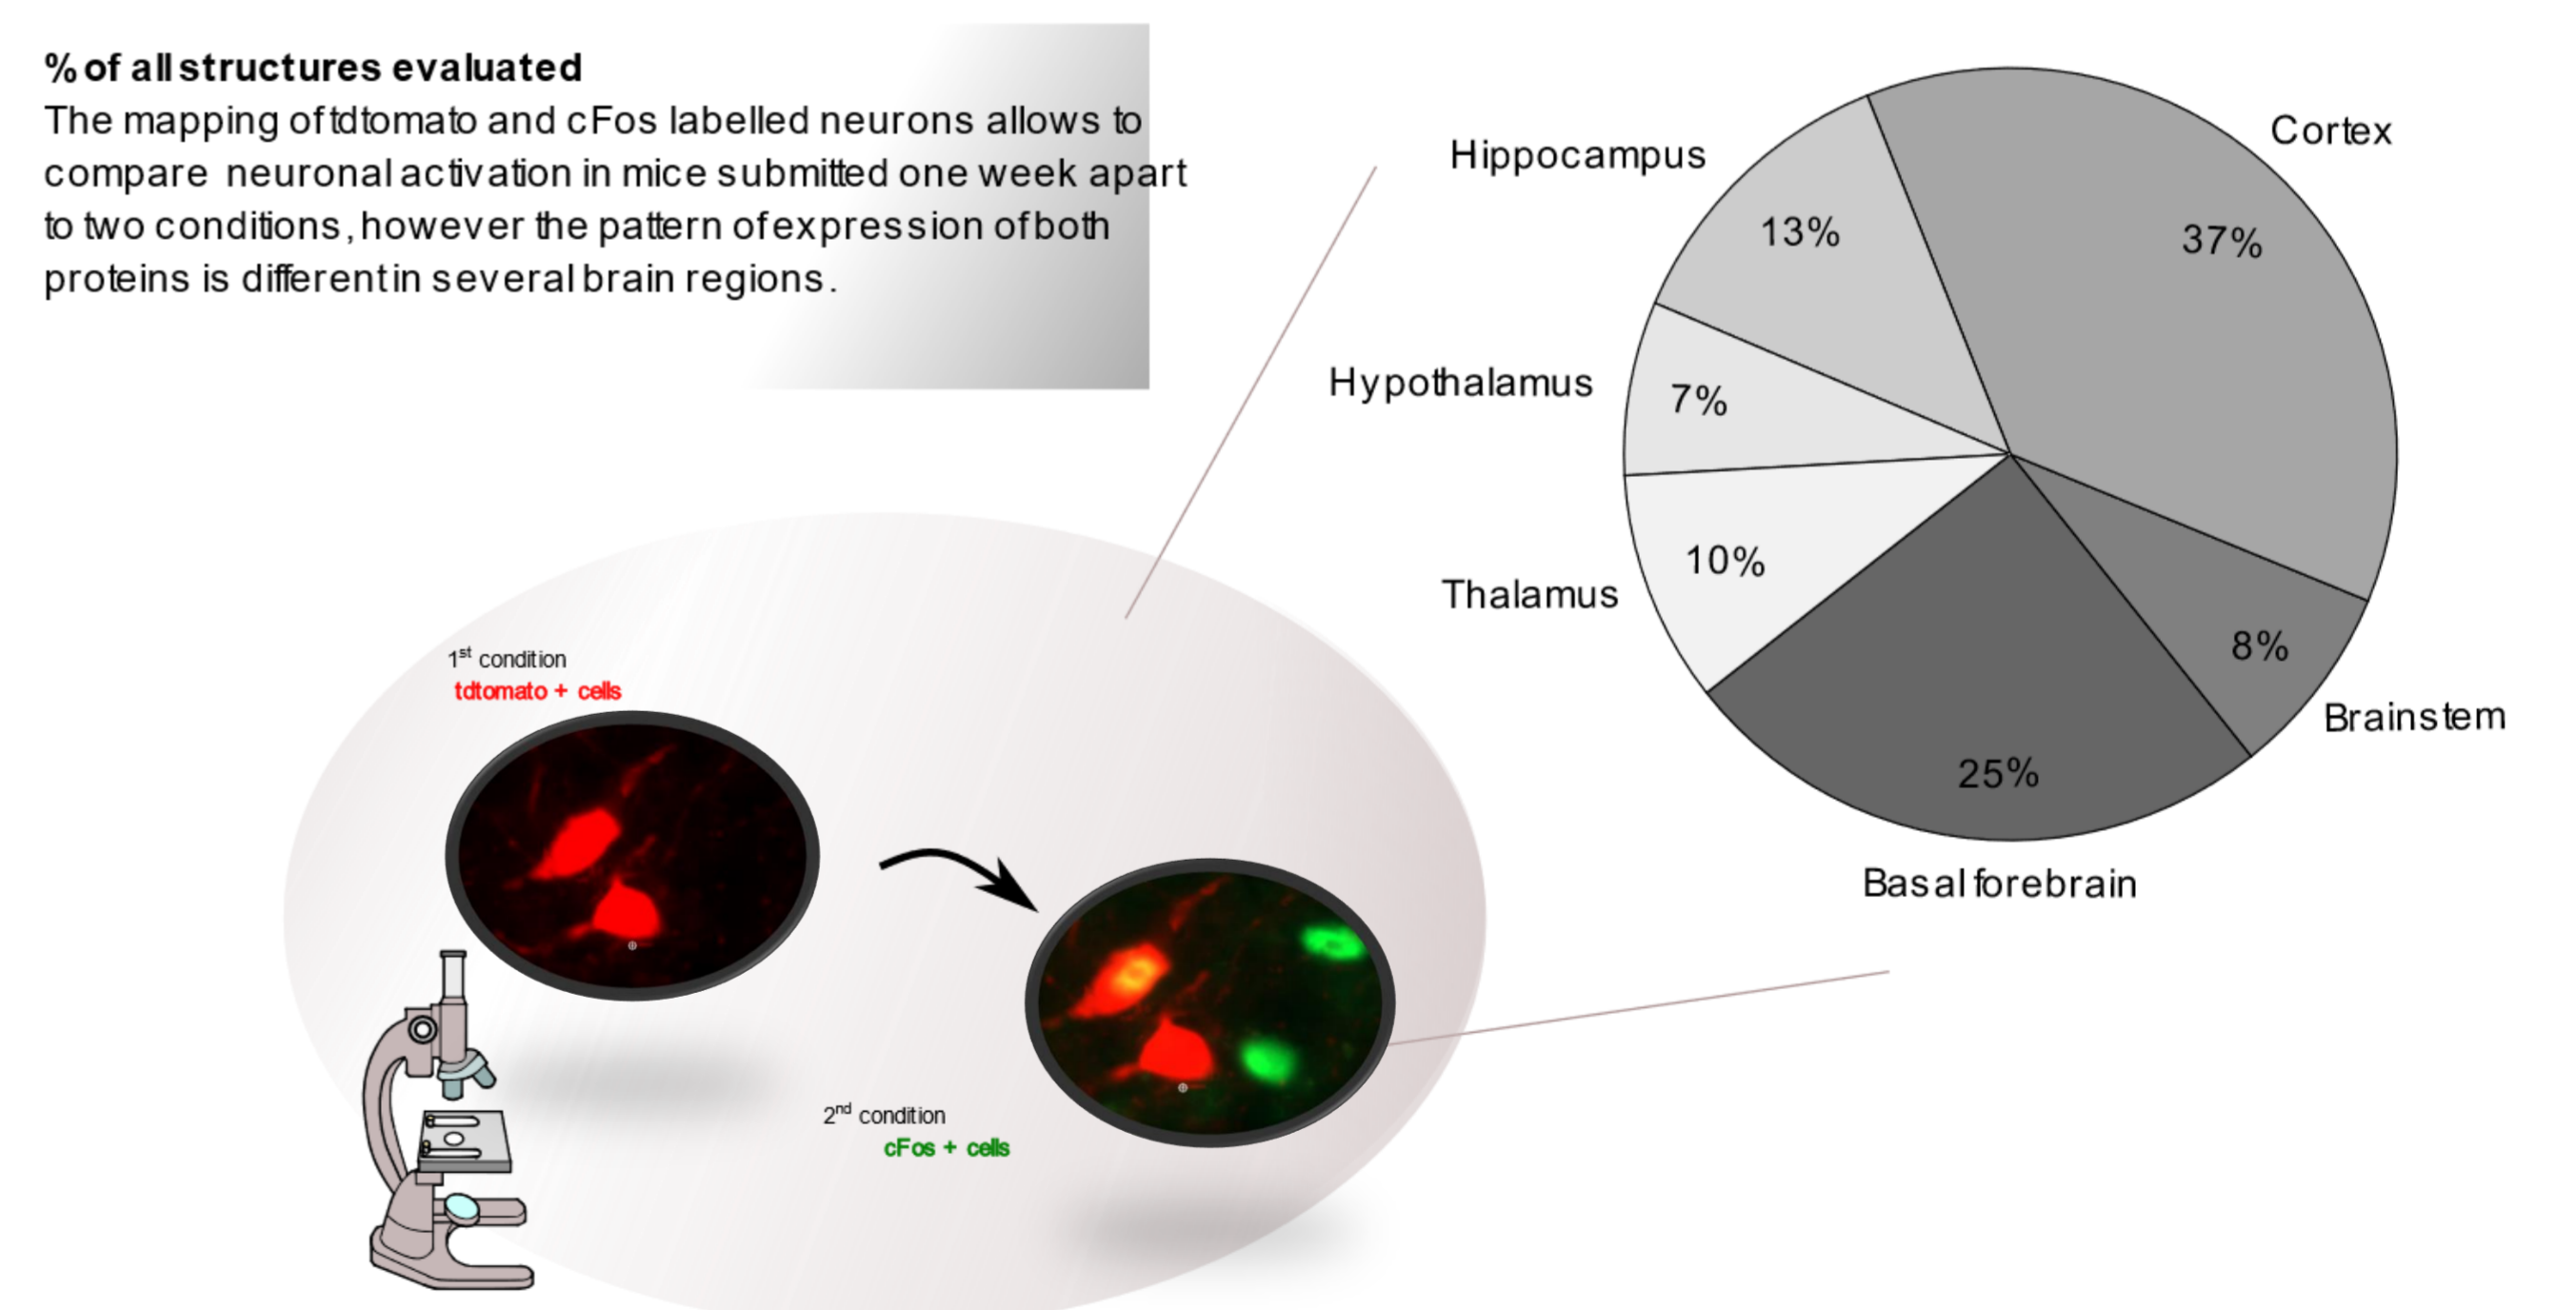 % of all structures evaluated
The mapping of tdtomato and cFos labelled neurons allows to
compare neuronal activation in mice submitted one week apart
to two conditions, however the pattern of expression of both
proteins is different in several brain regions.
Cortex
37%
Hippocampus
13%
Hypothalamus
7%
Thalamus
10%
8%
Brainstem
25%
Basal forebrain
1st condition
tdtomato + cells
2nd condition
cFos + cells